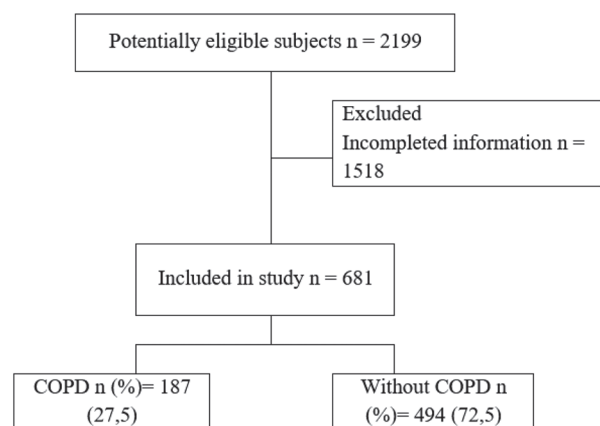 Potentially eligible subjects n = 2199
Excluded
Incompleted information n =
1518
Included in study n = 681
COPD n (%)= 187
(27,5)
Without COPD n
(%)= 494 (72,5)